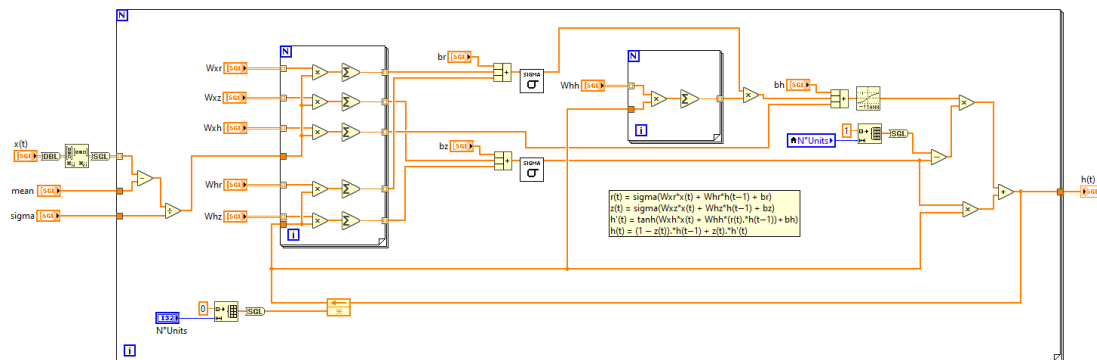 N
N
N
br
SGL
SIGMA
σ
Wxr
SGL
Wxz
SGL
Wxh
SGL
Whh
SGL
bh
SGL
x(t)
SGL
DBL
SGL
mean
SGL
sigma
SGL
bz
SGL
SIGMA
σ
Whr
SGL
Whz
SGL
i
i
1
SGL
N°Units
h(t)
SGL
r(t) = sigma(Wxr*x(t) + Whr*h(t−1) + br)
z(t) = sigma(Wxz*x(t) + Whz*h(t−1) + bz)
h'(t) = tanh(Wxh*x(t) + Whh*(r(t).*h(t−1))+bh)
h(t) = (1 − z(t)).*h(t−1) + z(t).*h'(t)
0
SGL
I32
N°Units
i